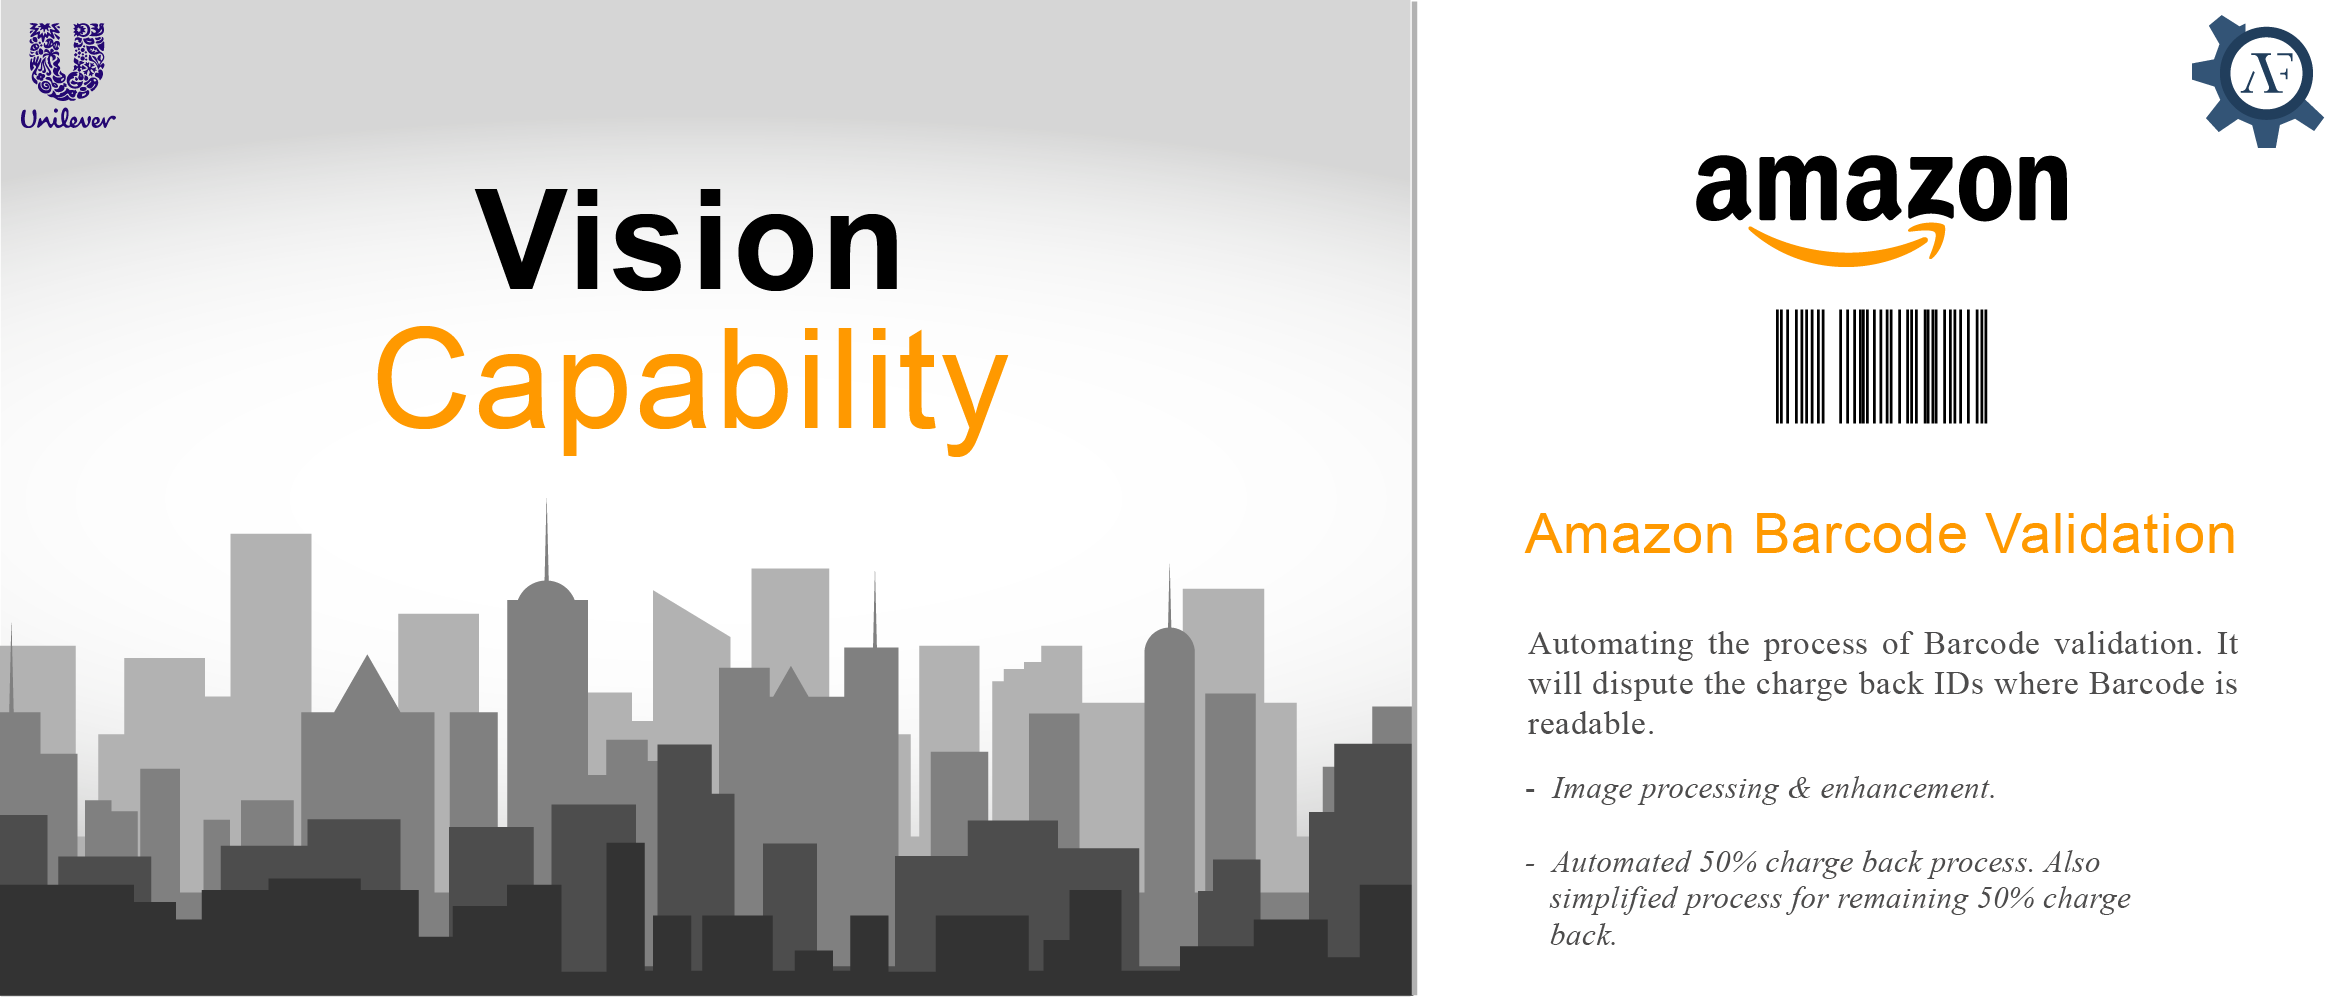 Unilever
Vision
Capability
AF
amazon
Amazon Barcode Validation
Automating the process of Barcode validation. It
will dispute the charge back IDs where Barcode is
readable.
- Image processing & enhancement.
- Automated 50% charge back process. Also
simplified process for remaining 50% charge
back.